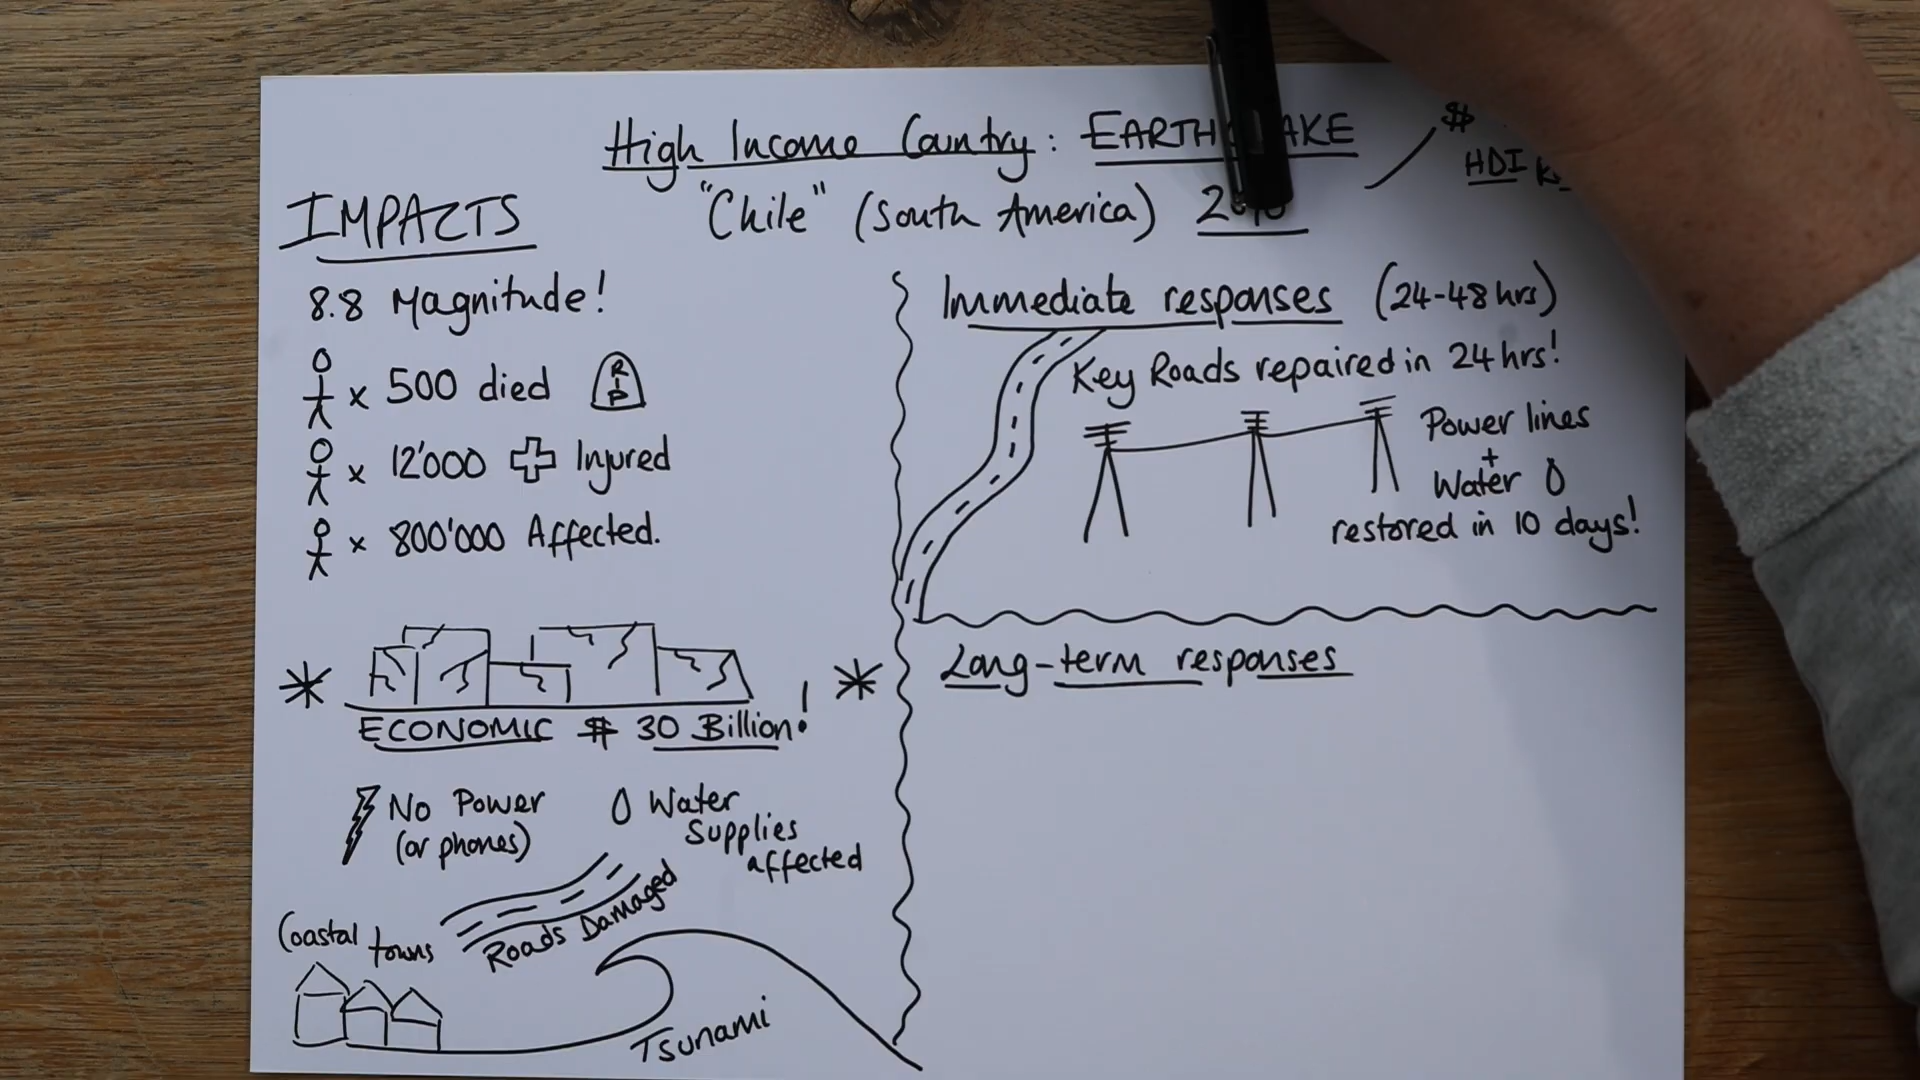 High Income Country: EARTH AKE
"Chile" (South America) 2010
$
HDI
IMPACTS
8.8 Magnitude!
x 500 died
RIP
x 12'000 Injured
x 800'000 Affected.
ECONOMIC $ 30 Billion!
No Power
(or phones)
Water
Supplies
affected
Roads Damaged
Coastal towns
Tsunami
Immediate responses (24-48 hrs)
Key Roads repaired in 24 hrs!
Power lines
+
Water
restored in 10 days!
Long-term responses